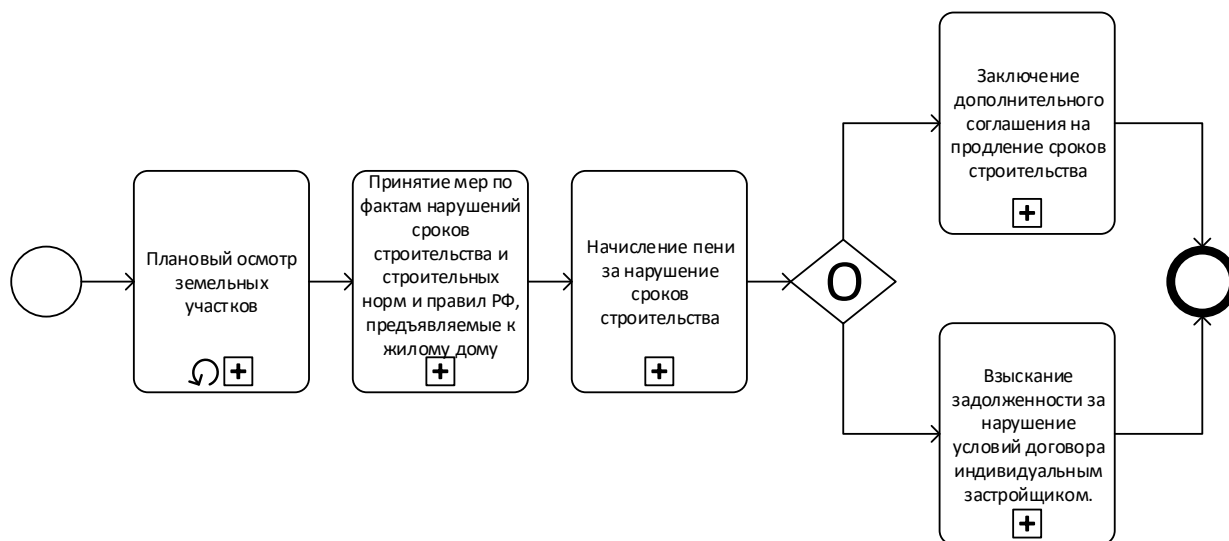 Плановый осмотр
земельных
участков
Принятие мер по
фактам нарушений
сроков
строительства и
строительных
норм и правил РФ,
предъявляемые к
жилому дому
Начисление пени
за нарушение
сроков
строительства
Заключение
дополнительного
соглашения на
продление сроков
строительства
Взыскание
задолженности за
нарушение
условий договора
индивидуальным
застройщиком.